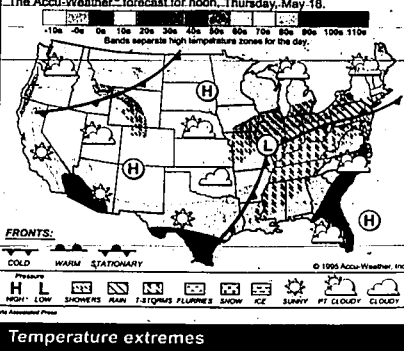 The Accu-Weather forecast for noon, Thursday, May 18.
-10s -0s 0s 10s 20s 30s 40s 50s 60s 70s 80s 90s 100s 110s
Bands separate high temperature zones for the day.
H
H
L
H
H
FRONTS:
COLD WARM STATIONARY
© 1995 Accu-Weather, Inc
Pressure
H L
HIGH LOW SHOWERS RAIN T-STORMS FLURRIES SNOW ICE SUNNY PT CLOUDY CLOUDY
Associated Press
Temperature extremes